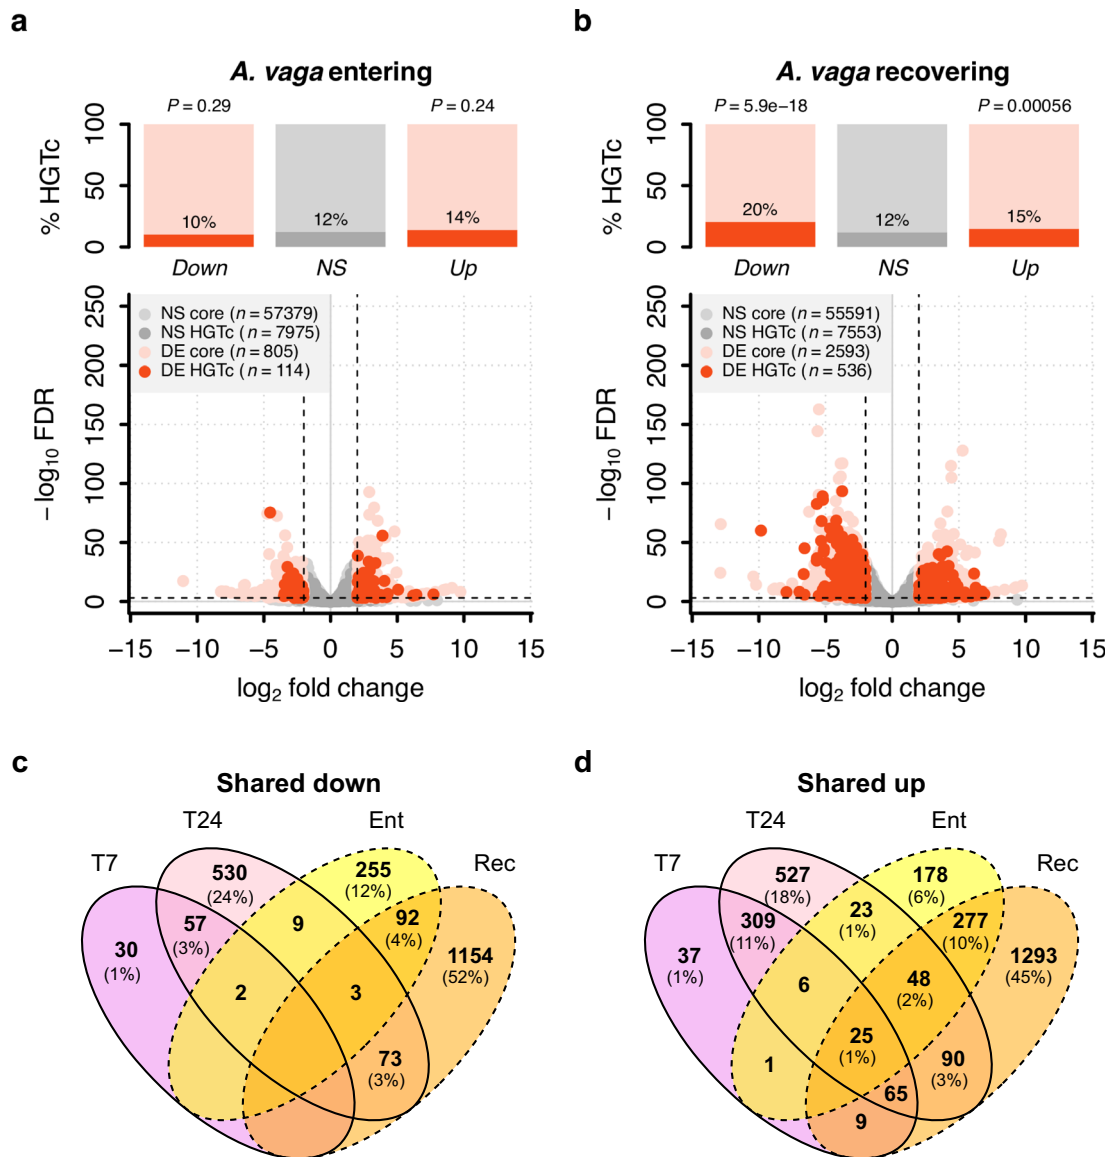 a
A. vaga entering
P = 0.29
P = 0.24
% HGTc
100
50
0
10%
12%
14%
Down
NS
Up
NS core (n = 57379)
NS HGTc (n = 7975)
DE core (n = 805)
DE HGTc (n = 114)
−log10 FDR
250
200
150
100
50
0
−15 −10 −5 0 5 10 15
log2 fold change
b
A. vaga recovering
P = 5.9e−18
P = 0.00056
% HGTc
100
50
0
20%
12%
15%
Down
NS
Up
NS core (n = 55591)
NS HGTc (n = 7553)
DE core (n = 2593)
DE HGTc (n = 536)
−log10 FDR
250
200
150
100
50
0
−15 −10 −5 0 5 10 15
log2 fold change
c
Shared down
T24
Ent
T7
Rec
530
(24%)
255
(12%)
57
(3%)
9
92
(4%)
30
(1%)
1154
(52%)
2
3
73
(3%)
d
Shared up
T24
Ent
T7
Rec
527
(18%)
178
(6%)
309
(11%)
23
(1%)
277
(10%)
37
(1%)
1293
(45%)
6
48
(2%)
25
(1%)
1
90
(3%)
65
9